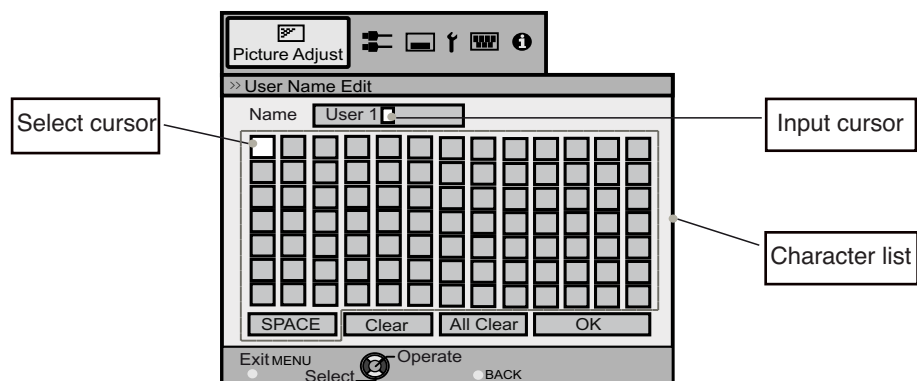 Picture Adjust
>> User Name Edit
Name User 1
Select cursor
Input cursor
Character list
SPACE Clear All Clear OK
Exit MENU Operate
Select BACK